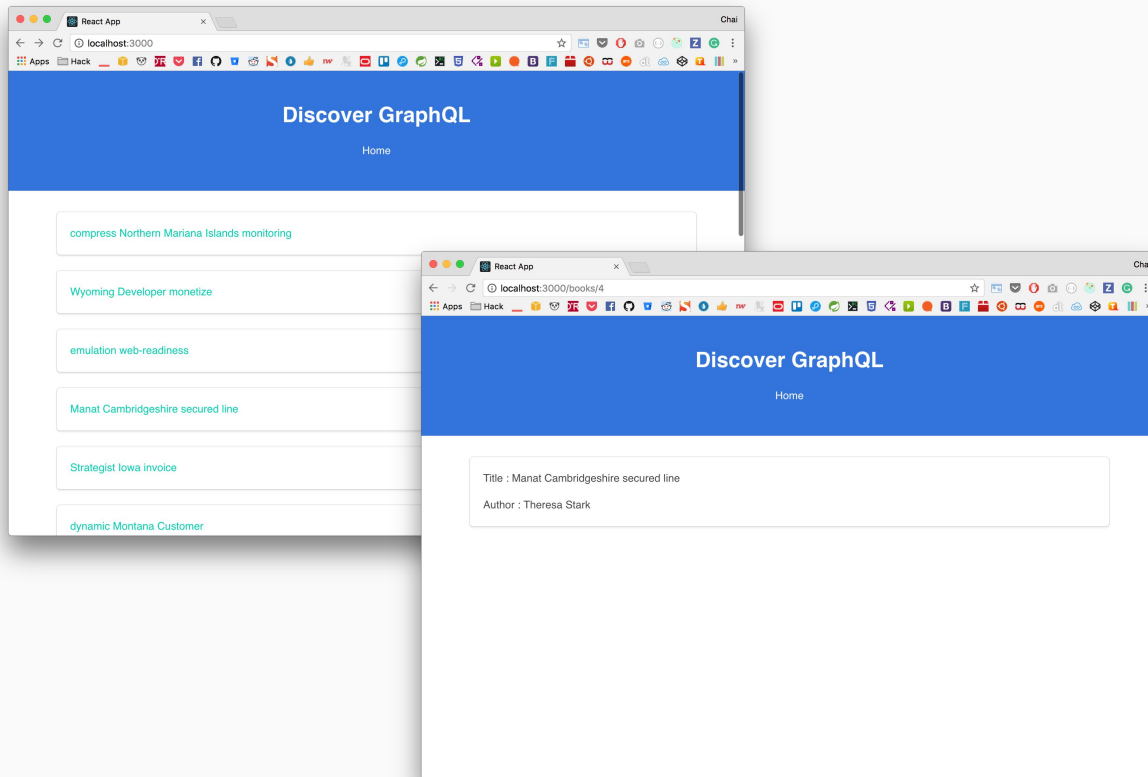 React App
Chai
localhost:3000
Apps Hack
Discover GraphQL
Home
compress Northern Mariana Islands monitoring
Wyoming Developer monetize
emulation web-readiness
Manat Cambridgeshire secured line
Strategist Iowa invoice
dynamic Montana Customer
React App
Cha
localhost:3000/books/4
Apps Hack
Discover GraphQL
Home
Title : Manat Cambridgeshire secured line
Author : Theresa Stark